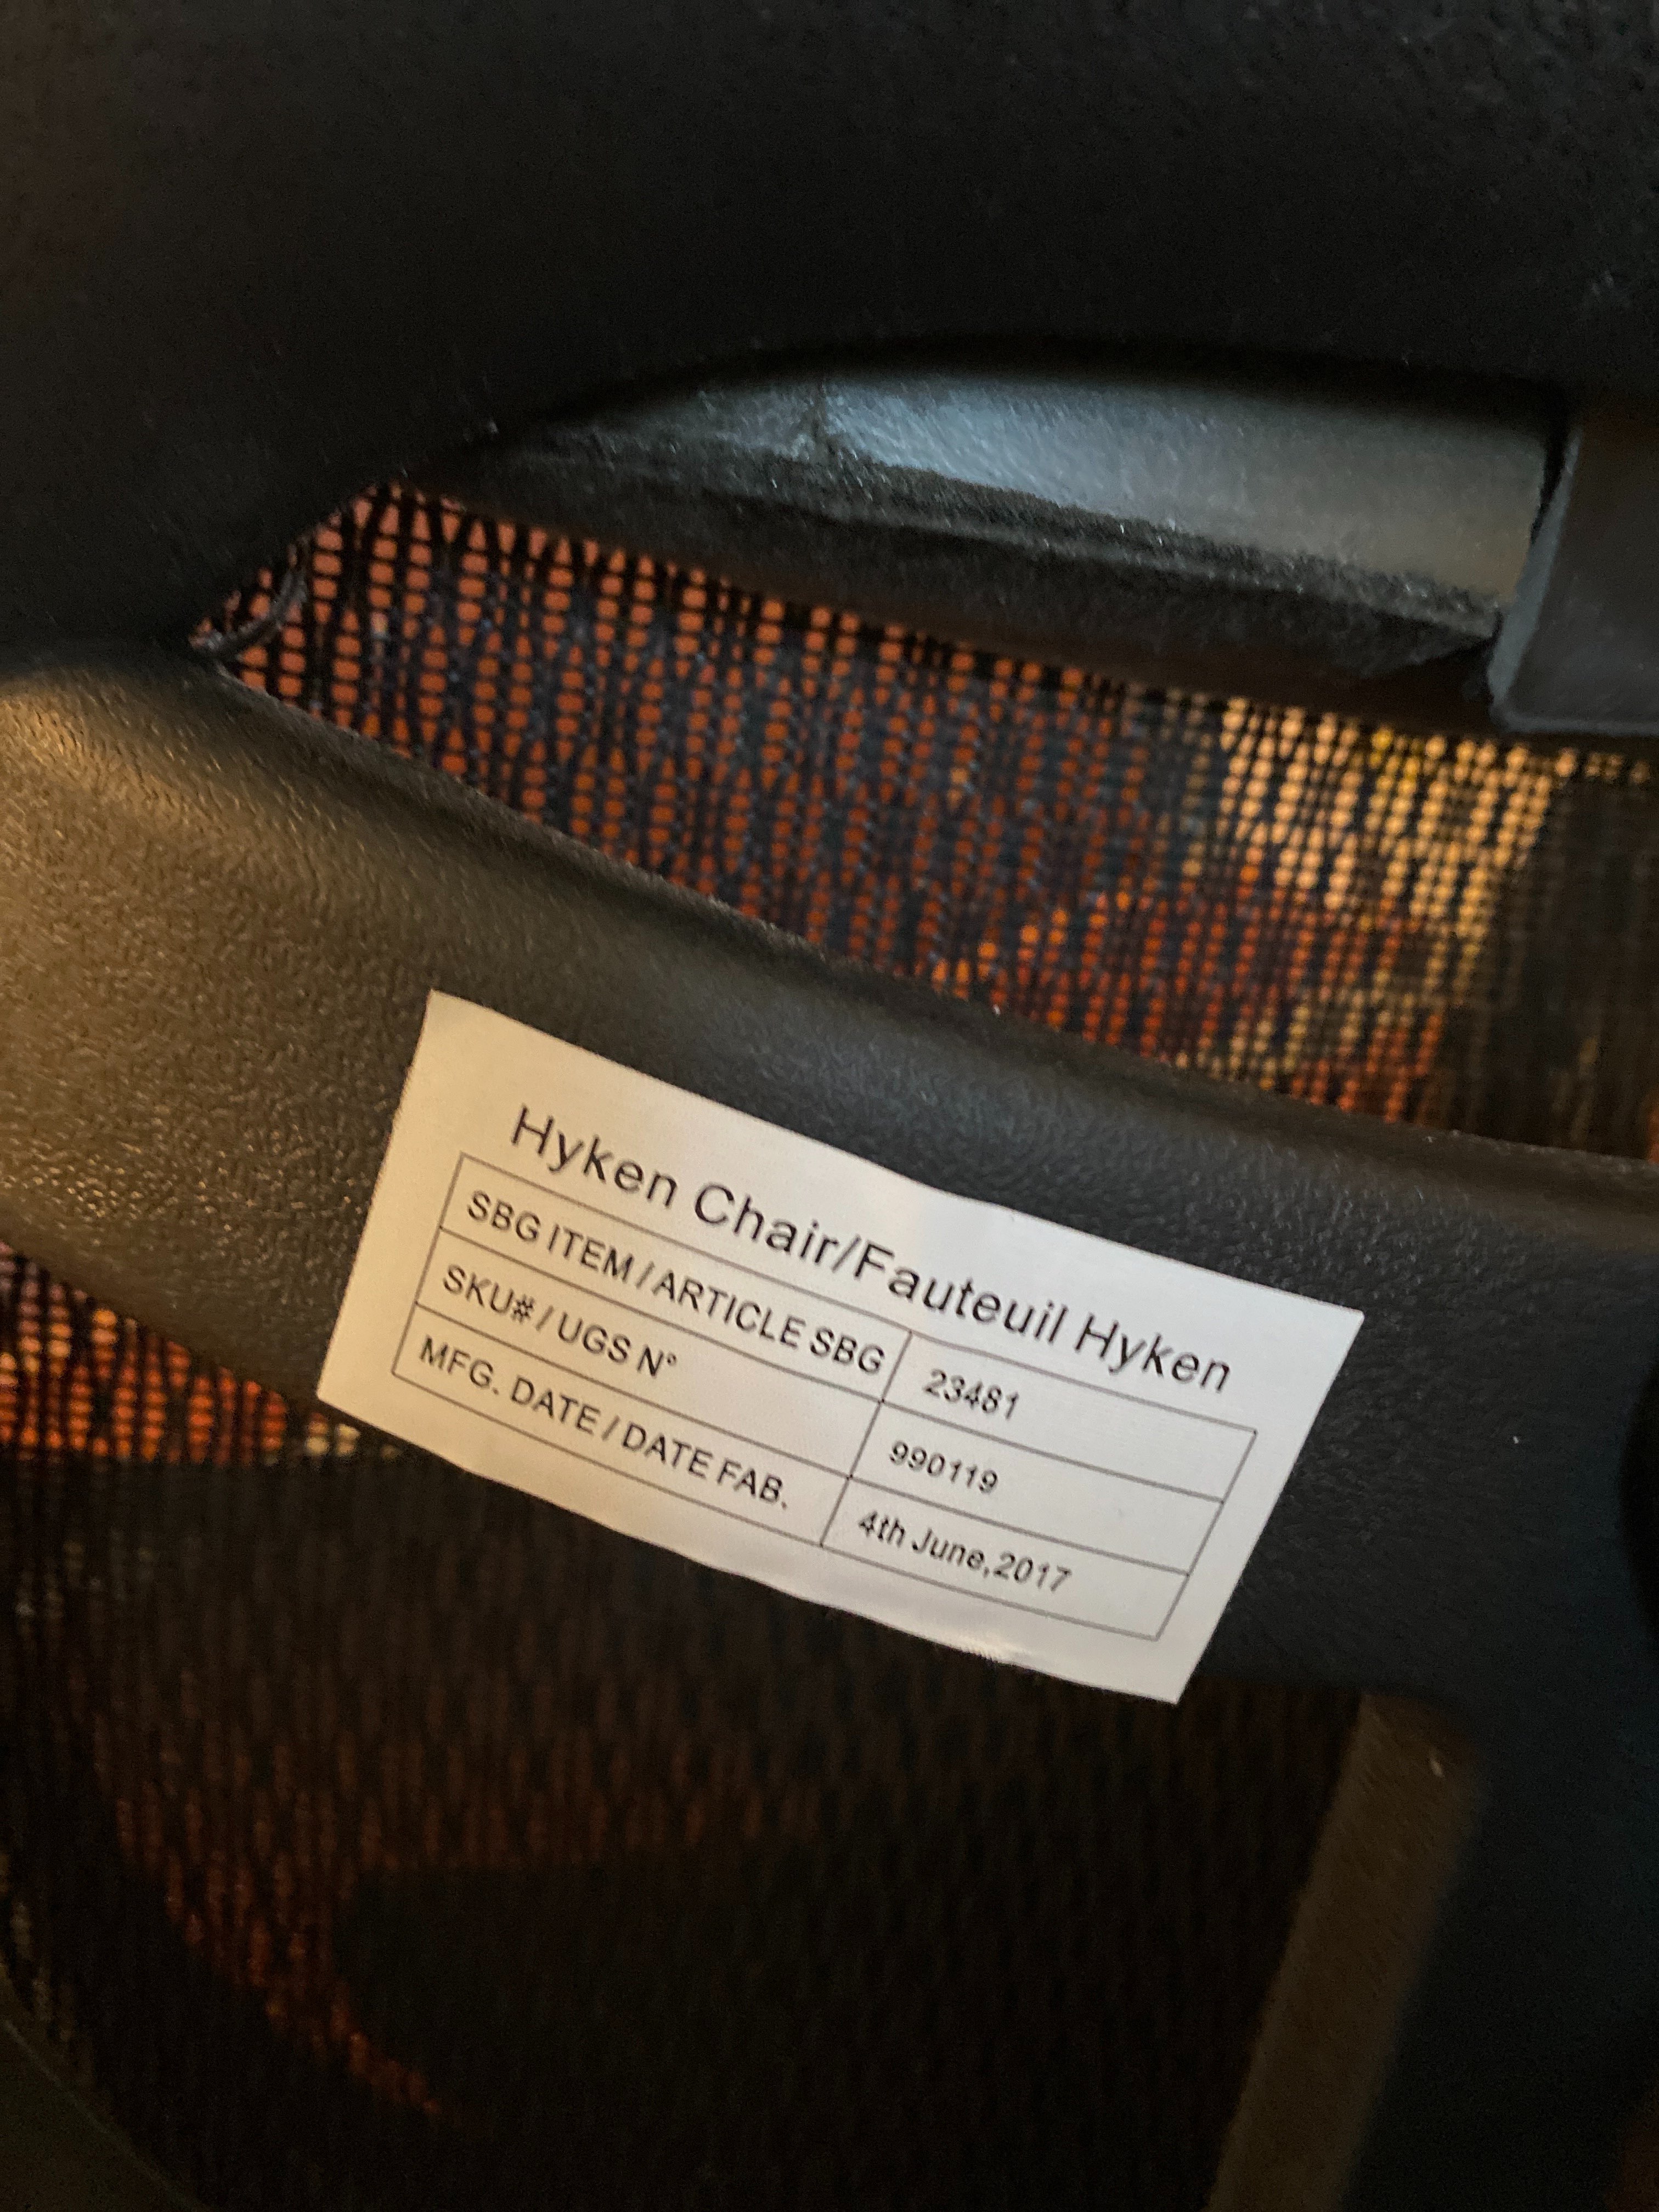 Hyken Chair/Fauteuil Hyken
SBG ITEM / ARTICLE SBG 23481
SKU# / UGS N° 990119
MFG. DATE / DATE FAB. 4th June,2017